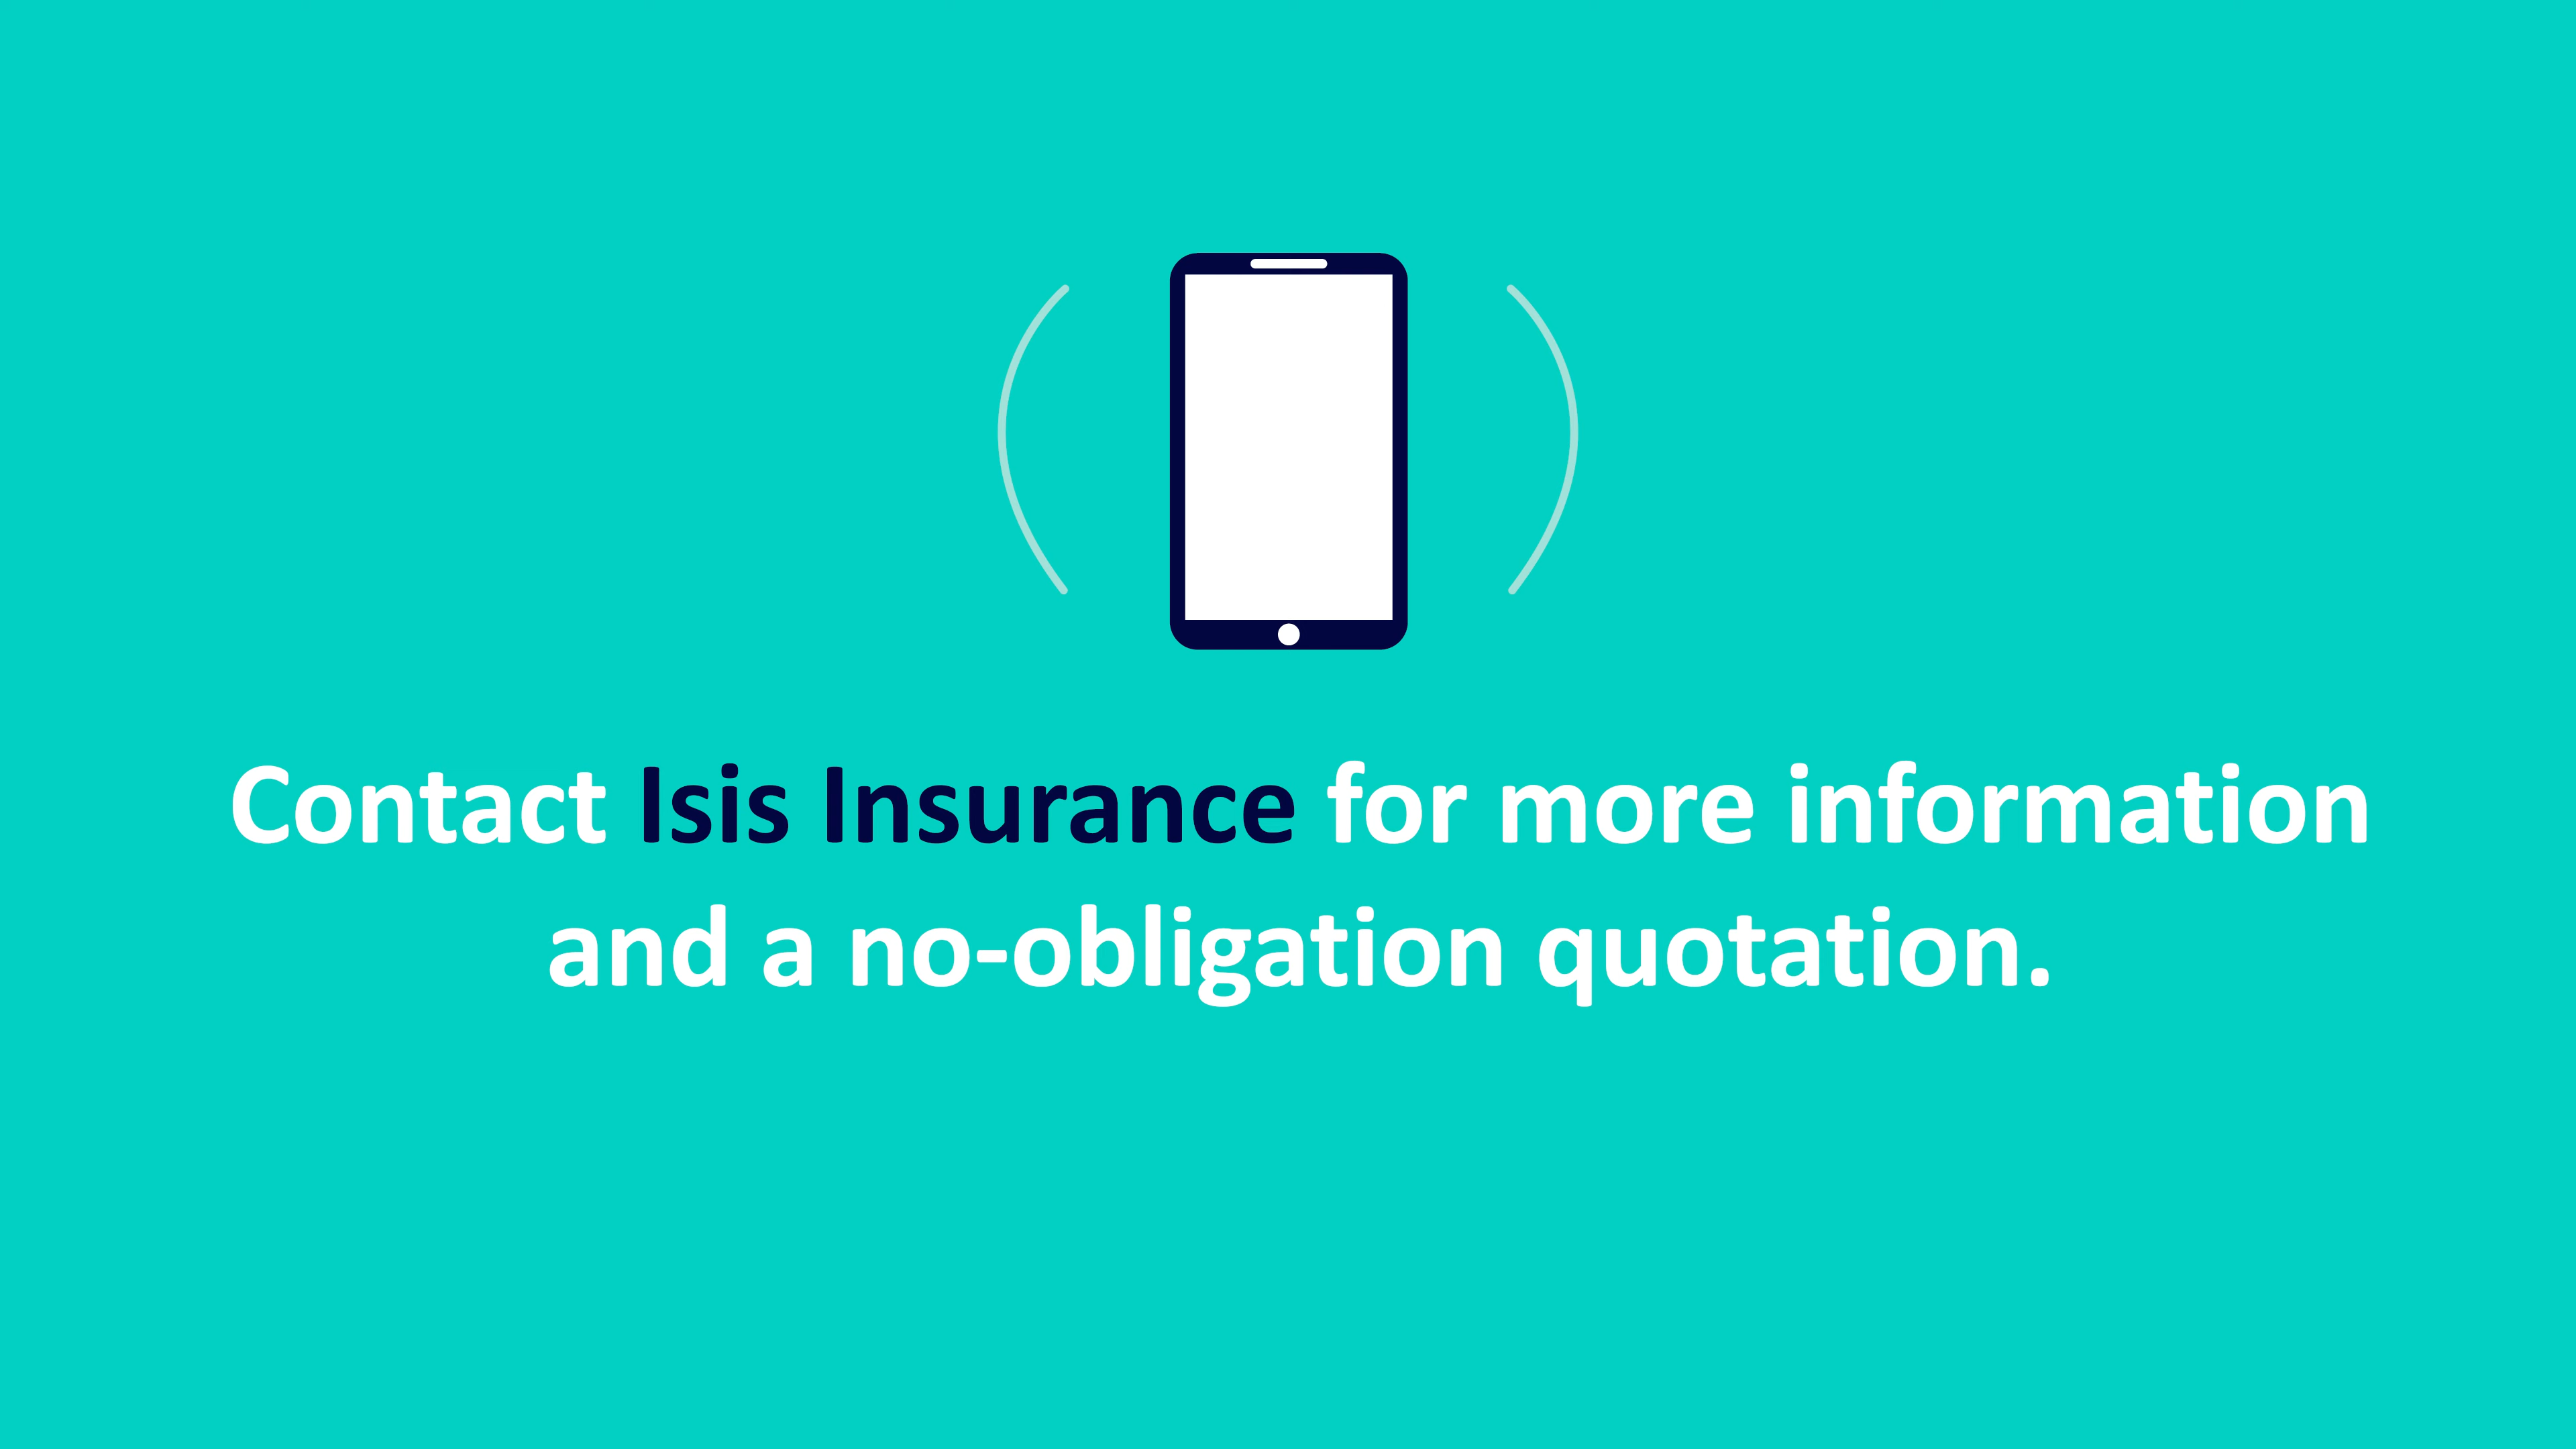 Contact Isis Insurance for more information
and a no-obligation quotation.